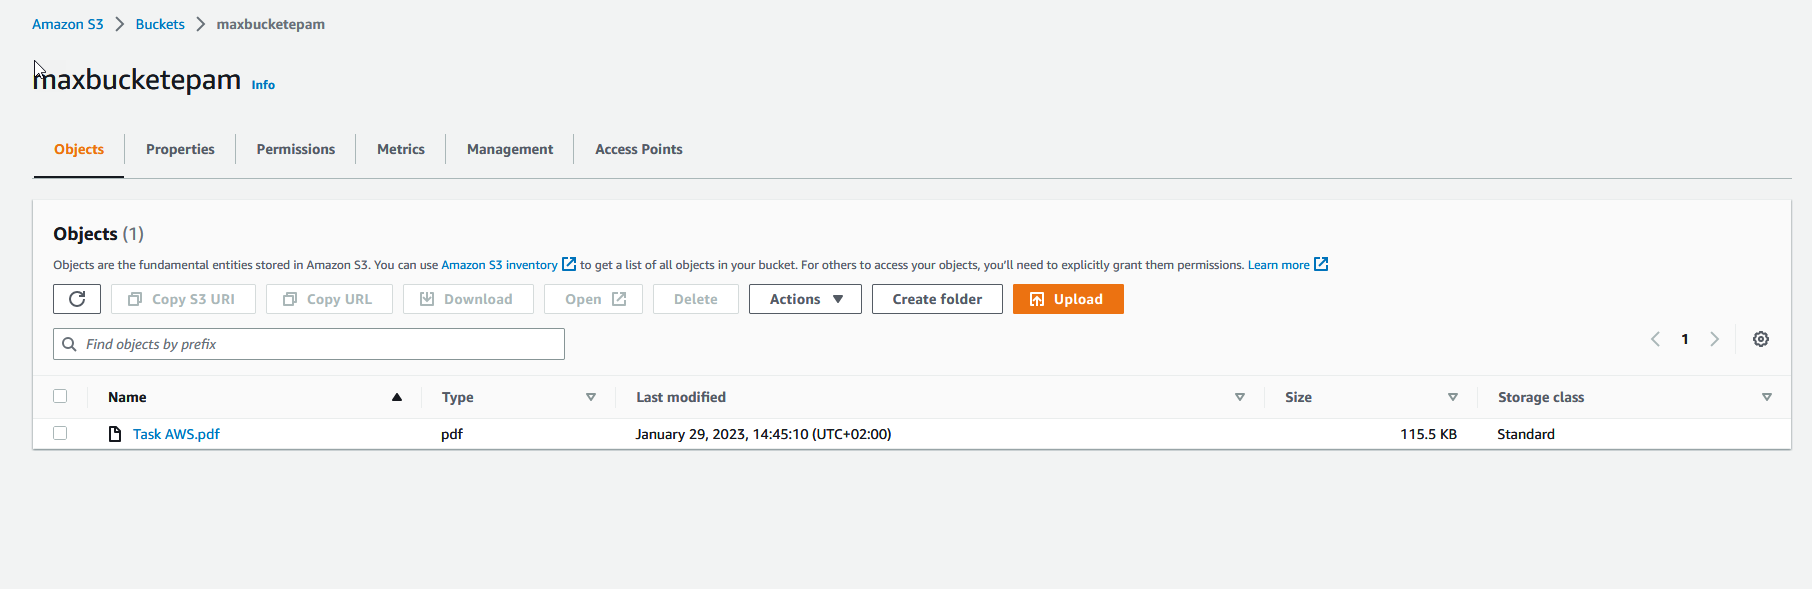 Amazon S3 > Buckets > maxbucketepam
maxbucketepam Info
Objects Properties Permissions Metrics Management Access Points
Objects (1)
Objects are the fundamental entities stored in Amazon S3. You can use Amazon S3 inventory to get a list of all objects in your bucket. For others to access your objects, you'll need to explicitly grant them permissions. Learn more
Copy S3 URI Copy URL Download Open Delete Actions Create folder Upload
Find objects by prefix
1
Name Type Last modified Size Storage class
Task AWS.pdf pdf January 29, 2023, 14:45:10 (UTC+02:00) 115.5 KB Standard